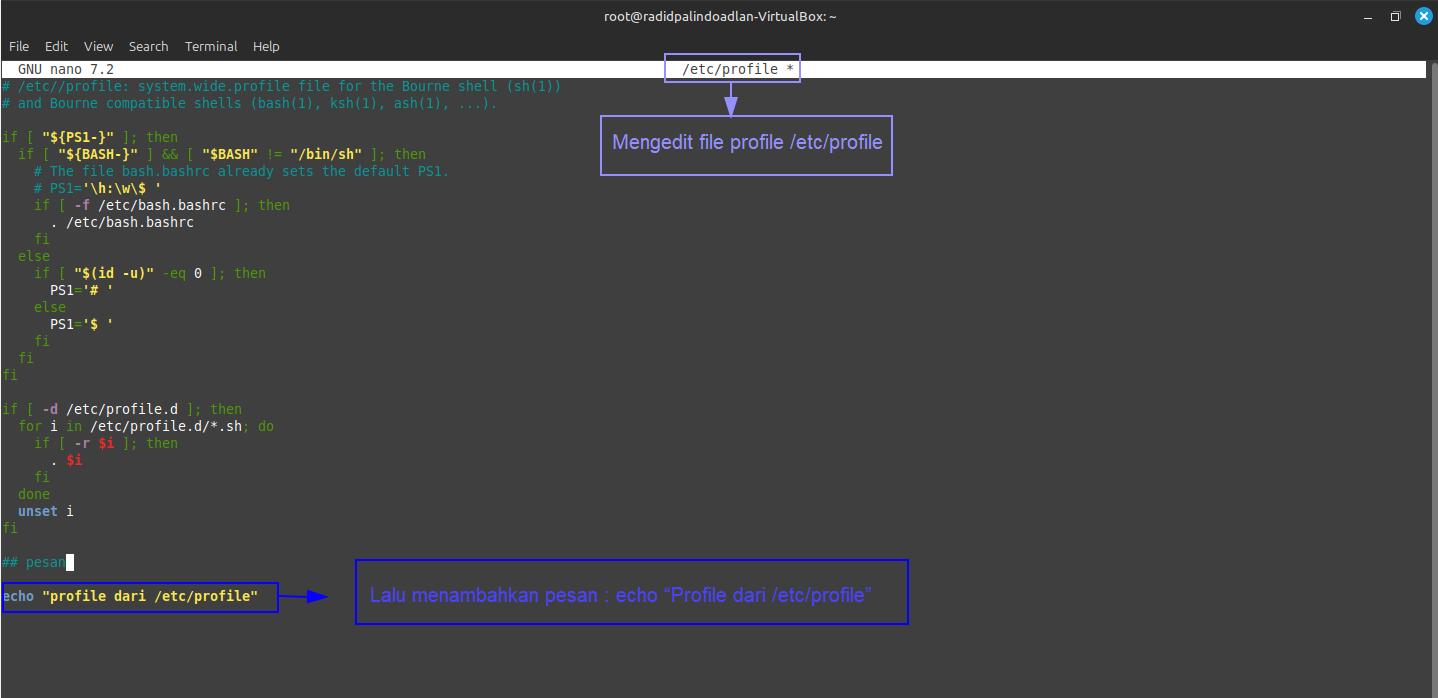 root@radidpalindoadlan-VirtualBox: ~
File Edit View Search Terminal Help
GNU nano 7.2 /etc/profile *
# /etc//profile: system.wide.profile file for the Bourne shell (sh(1))
# and Bourne compatible shells (bash(1), ksh(1), ash(1), ...).
Mengedit file profile /etc/profile
if [ "${PS1-}" ]; then
  if [ "${BASH-}" ] && [ "$BASH" != "/bin/sh" ]; then
    # The file bash.bashrc already sets the default PS1.
    # PS1='\h:\w\$ '
    if [ -f /etc/bash.bashrc ]; then
      . /etc/bash.bashrc
    fi
  else
    if [ "$(id -u)" -eq 0 ]; then
      PS1='# '
    else
      PS1='$ '
    fi
  fi
fi
if [ -d /etc/profile.d ]; then
  for i in /etc/profile.d/*.sh; do
    if [ -r $i ]; then
      . $i
    fi
  done
  unset i
fi
## pesan
echo "profile dari /etc/profile"
Lalu menambahkan pesan : echo “Profile dari /etc/profile”